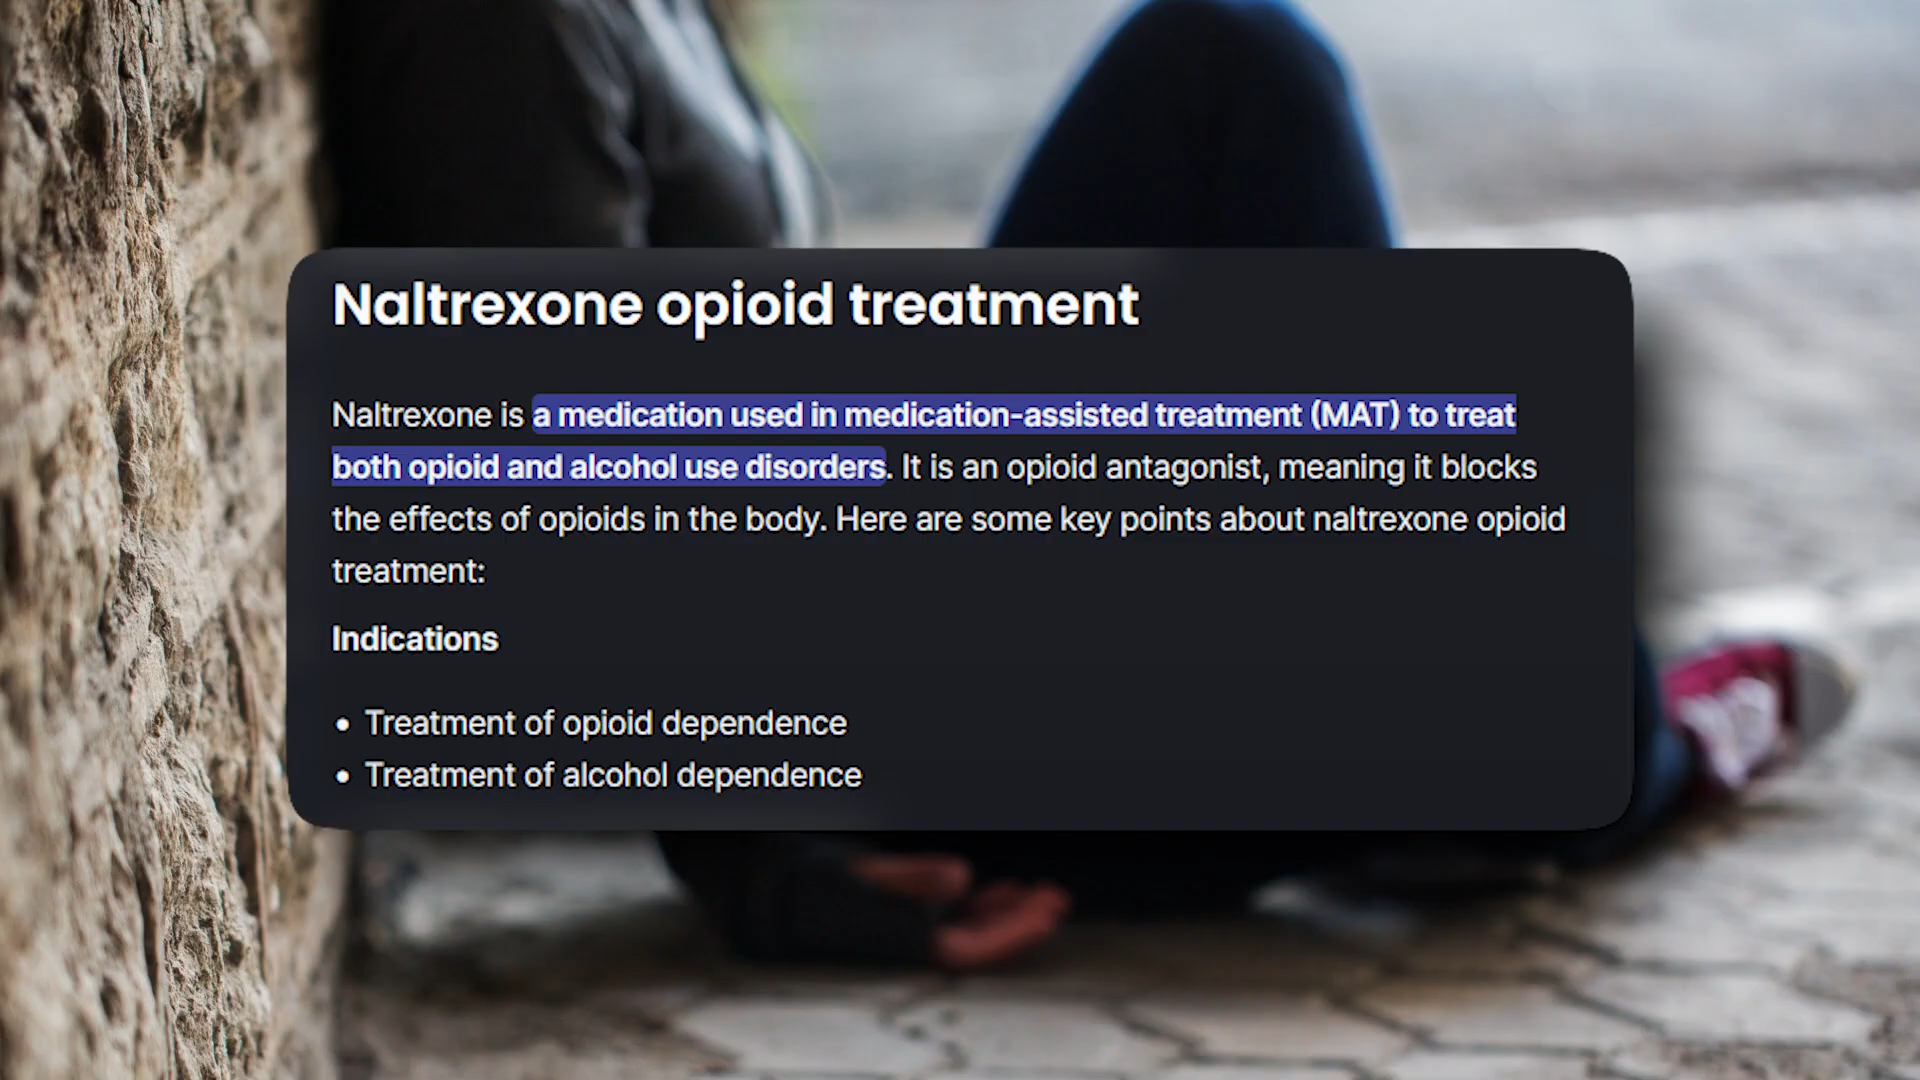 Naltrexone opioid treatment
Naltrexone is a medication used in medication-assisted treatment (MAT) to treat
both opioid and alcohol use disorders. It is an opioid antagonist, meaning it blocks
the effects of opioids in the body. Here are some key points about naltrexone opioid
treatment:
Indications
• Treatment of opioid dependence
• Treatment of alcohol dependence